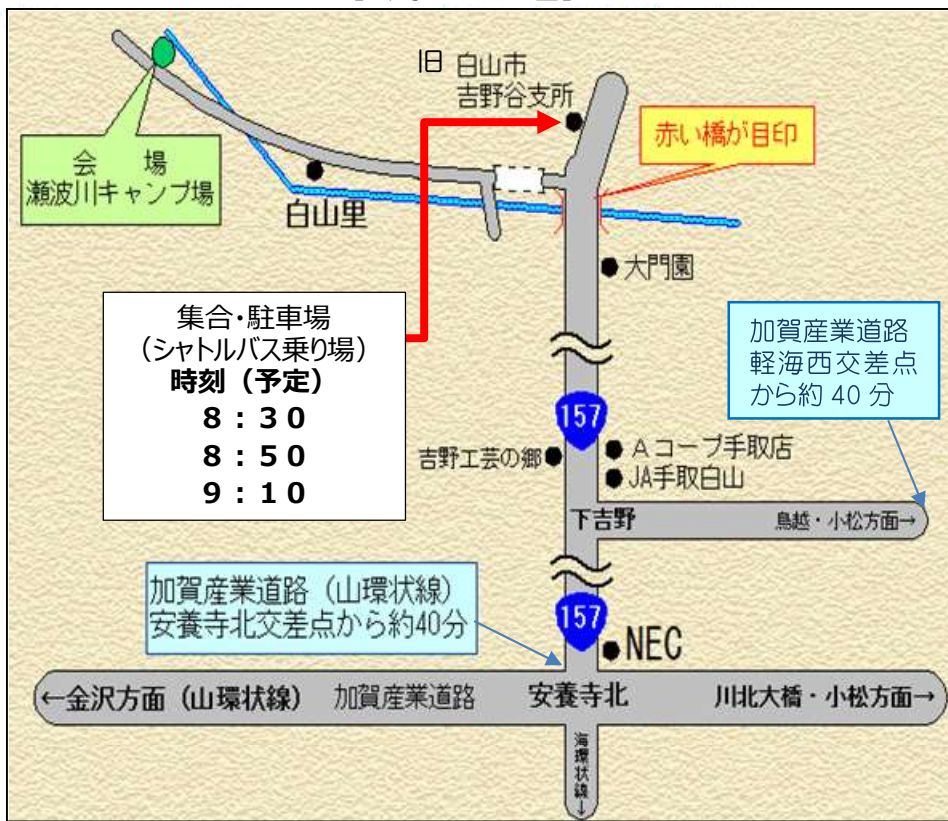 旧 白山市
吉野谷支所
赤い橋が目印
会 場
瀬波川キャンプ場
白山里
大門園
集合・駐車場
（シャトルバス乗り場）
時刻（予定）
８：３０
８：５０
９：１０
加賀産業道路
軽海西交差点
から約 40 分
157
吉野工芸の郷
Ａコープ手取店
JA手取白山
下吉野
鳥越・小松方面→
加賀産業道路（山環状線）
安養寺北交差点から約40分
157
NEC
←金沢方面（山環状線）
加賀産業道路
安養寺北
川北大橋・小松方面→
海環状線→